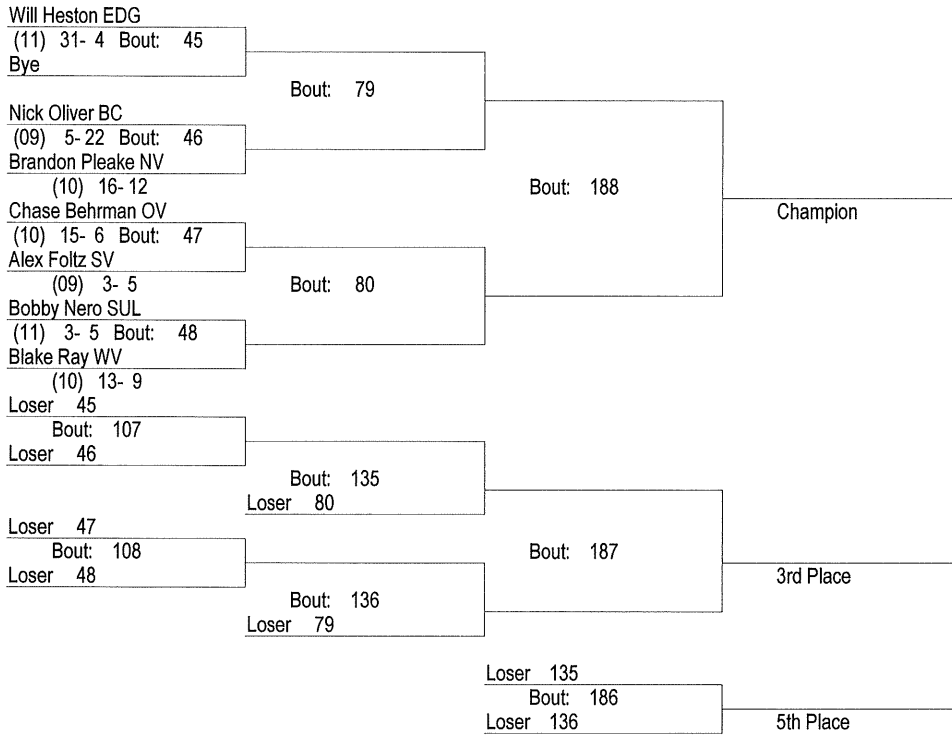 Will Heston EDG
(11) 31- 4 Bout: 45
Bye
Bout: 79
Nick Oliver BC
(09) 5- 22 Bout: 46
Brandon Pleake NV
(10) 16- 12
Bout: 188
Champion
Chase Behrman OV
(10) 15- 6 Bout: 47
Alex Foltz SV
(09) 3- 5
Bout: 80
Bobby Nero SUL
(11) 3- 5 Bout: 48
Blake Ray WV
(10) 13- 9
Loser 45
Bout: 107
Loser 46
Bout: 135
Loser 80
Loser 47
Bout: 108
Loser 48
Bout: 187
3rd Place
Bout: 136
Loser 79
Loser 135
Bout: 186
Loser 136
5th Place